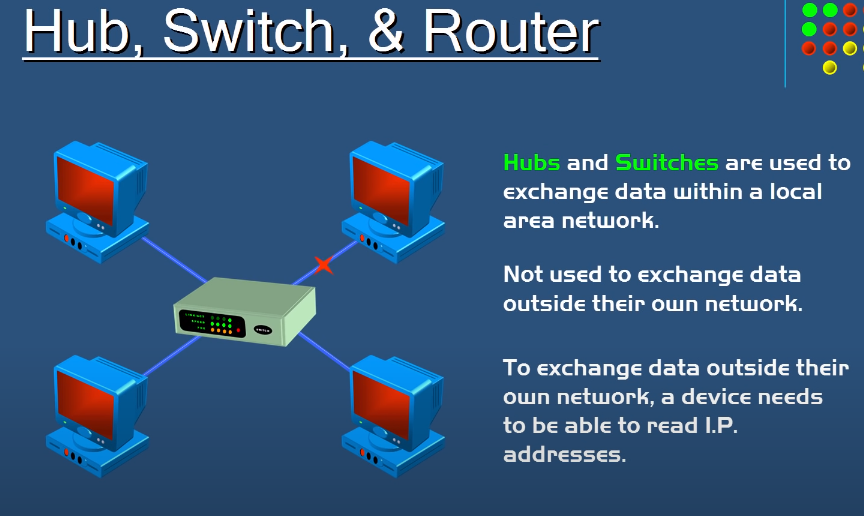 Hub, Switch, & Router
Hubs and Switches are used to
exchange data within a local
area network.
Not used to exchange data
outside their own network.
To exchange data outside their
own network, a device needs
to be able to read I.P.
addresses.
SWITCH